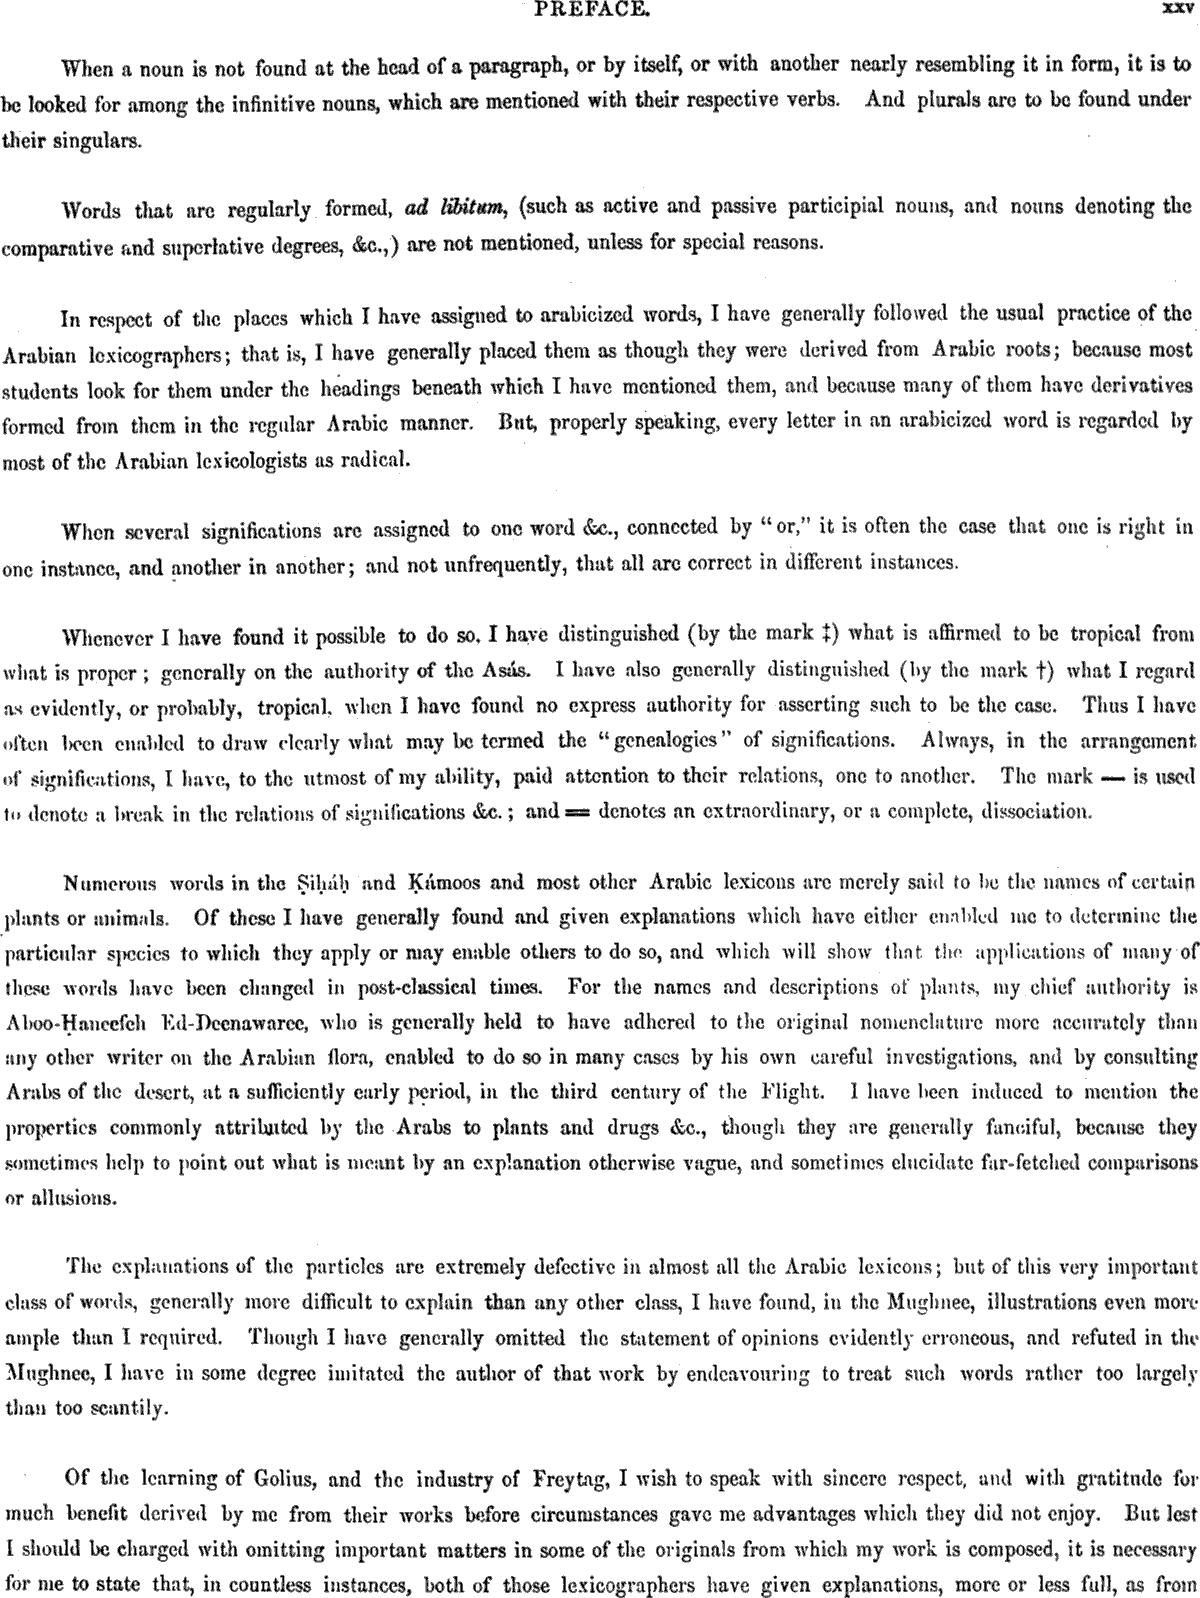 PREFACE. xxv
When a noun is not found at the head of a paragraph, or by itself, or with another nearly resembling it in form, it is to
be looked for among the infinitive nouns, which are mentioned with their respective verbs. And plurals are to be found under
their singulars.
Words that are regularly formed, ad libitum, (such as active and passive participial nouns, and nouns denoting the
comparative and superlative degrees, &c.,) are not mentioned, unless for special reasons.
In respect of the places which I have assigned to arabicized words, I have generally followed the usual practice of the
Arabian lexicographers; that is, I have generally placed them as though they were derived from Arabic roots; because most
students look for them under the headings beneath which I have mentioned them, and because many of them have derivatives
formed from them in the regular Arabic manner. But, properly speaking, every letter in an arabicized word is regarded by
most of the Arabian lexicologists as radical.
When several significations are assigned to one word &c., connected by "or," it is often the case that one is right in
one instance, and another in another; and not unfrequently, that all are correct in different instances.
Whenever I have found it possible to do so, I have distinguished (by the mark ‡) what is affirmed to be tropical from
what is proper; generally on the authority of the Asás. I have also generally distinguished (by the mark †) what I regard
as evidently, or probably, tropical, when I have found no express authority for asserting such to be the case. Thus I have
often been enabled to draw clearly what may be termed the "genealogies" of significations. Always, in the arrangement
of significations, I have, to the utmost of my ability, paid attention to their relations, one to another. The mark — is used
to denote a break in the relations of significations &c.; and = denotes an extraordinary, or a complete, dissociation.
Numerous words in the Ṣiḥáḥ and Ḳámoos and most other Arabic lexicons are merely said to be the names of certain
plants or animals. Of these I have generally found and given explanations which have either enabled me to determine the
particular species to which they apply or may enable others to do so, and which will show that the applications of many of
these words have been changed in post-classical times. For the names and descriptions of plants, my chief authority is
Aboo-Ḥaneefeh Ed-Deenawaree, who is generally held to have adhered to the original nomenclature more accurately than
any other writer on the Arabian flora, enabled to do so in many cases by his own careful investigations, and by consulting
Arabs of the desert, at a sufficiently early period, in the third century of the Flight. I have been induced to mention the
properties commonly attributed by the Arabs to plants and drugs &c., though they are generally fanciful, because they
sometimes help to point out what is meant by an explanation otherwise vague, and sometimes elucidate far-fetched comparisons
or allusions.
The explanations of the particles are extremely defective in almost all the Arabic lexicons; but of this very important
class of words, generally more difficult to explain than any other class, I have found, in the Mughnee, illustrations even more
ample than I required. Though I have generally omitted the statement of opinions evidently erroneous, and refuted in the
Mughnee, I have in some degree imitated the author of that work by endeavouring to treat such words rather too largely
than too scantily.
Of the learning of Golius, and the industry of Freytag, I wish to speak with sincere respect, and with gratitude for
much benefit derived by me from their works before circumstances gave me advantages which they did not enjoy. But lest
I should be charged with omitting important matters in some of the originals from which my work is composed, it is necessary
for me to state that, in countless instances, both of those lexicographers have given explanations, more or less full, as from